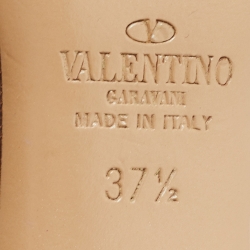 VALENTINO
GARAVANI
MADE IN ITALY
37½